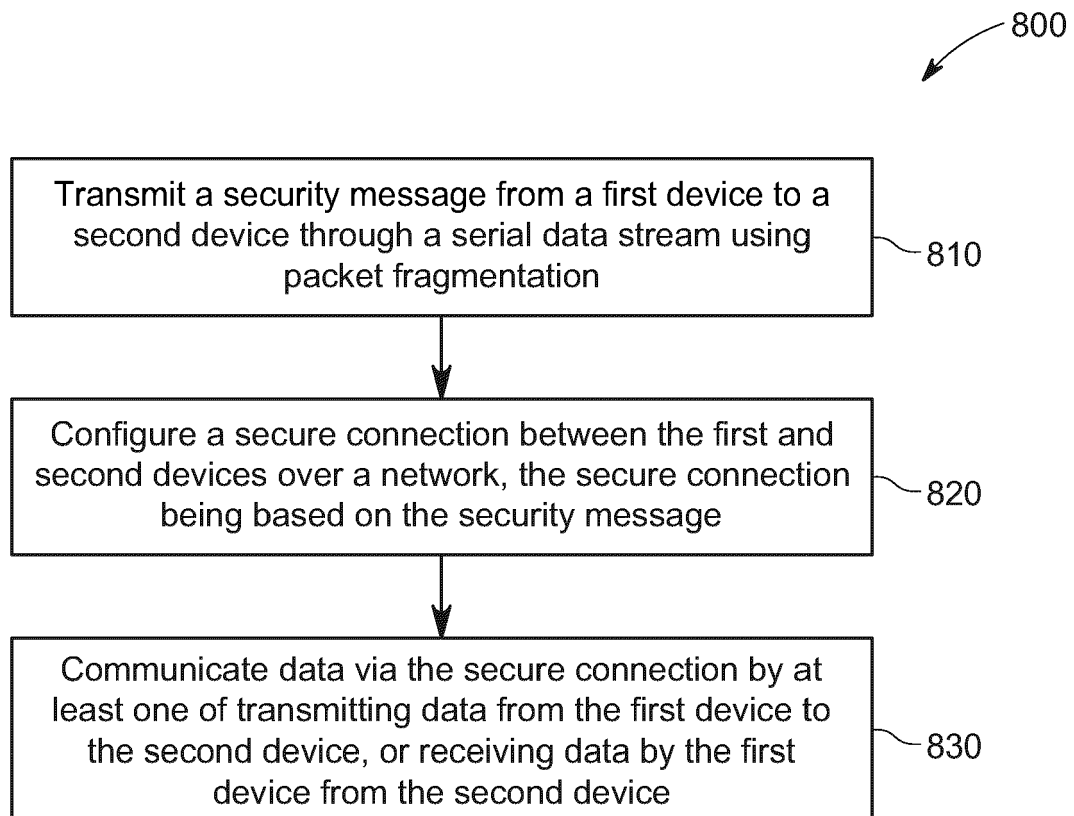 800
Transmit a security message from a first device to a
second device through a serial data stream using
packet fragmentation
810
Configure a secure connection between the first and
second devices over a network, the secure connection
being based on the security message
820
Communicate data via the secure connection by at
least one of transmitting data from the first device to
the second device, or receiving data by the first
device from the second device
830